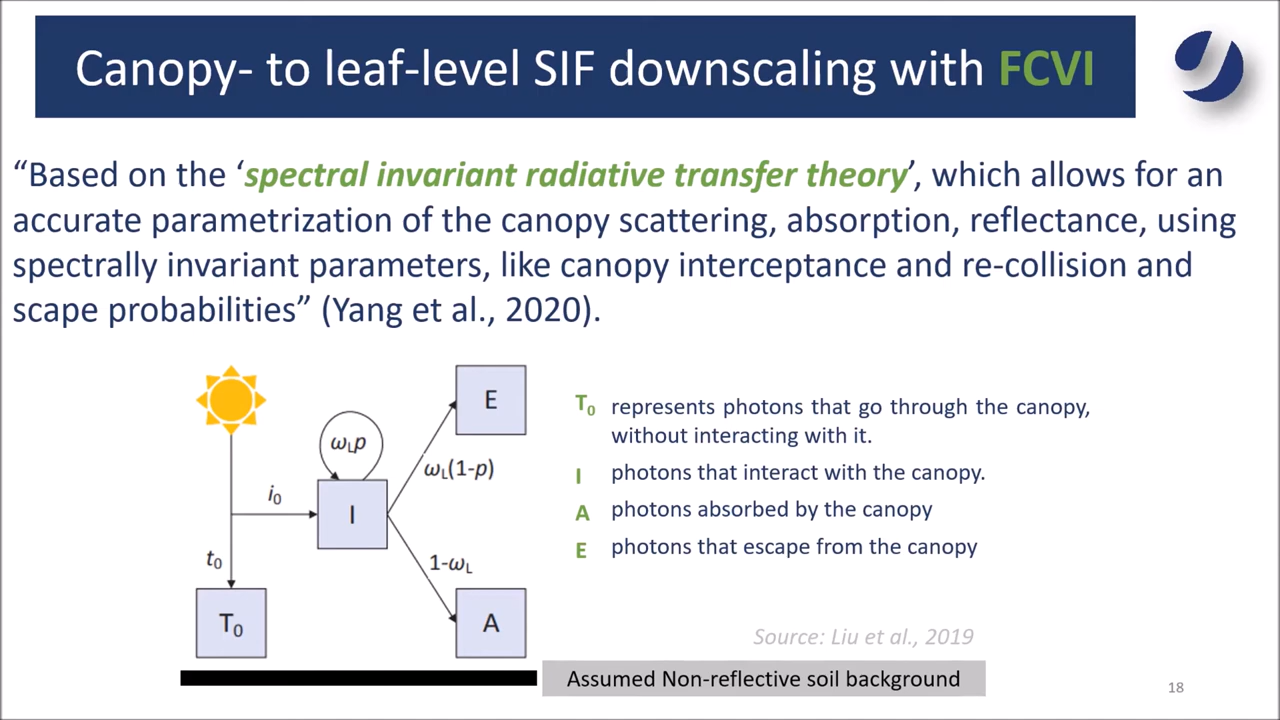 Canopy- to leaf-level SIF downscaling with FCVI
“Based on the ‘spectral invariant radiative transfer theory’, which allows for an
accurate parametrization of the canopy scattering, absorption, reflectance, using
spectrally invariant parameters, like canopy interceptance and re-collision and
scape probabilities” (Yang et al., 2020).
E
ωLp
ωL(1-p)
i0
I
t0
1-ωL
T0
A
T0 represents photons that go through the canopy,
without interacting with it.
I photons that interact with the canopy.
A photons absorbed by the canopy
E photons that escape from the canopy
Source: Liu et al., 2019
Assumed Non-reflective soil background
18